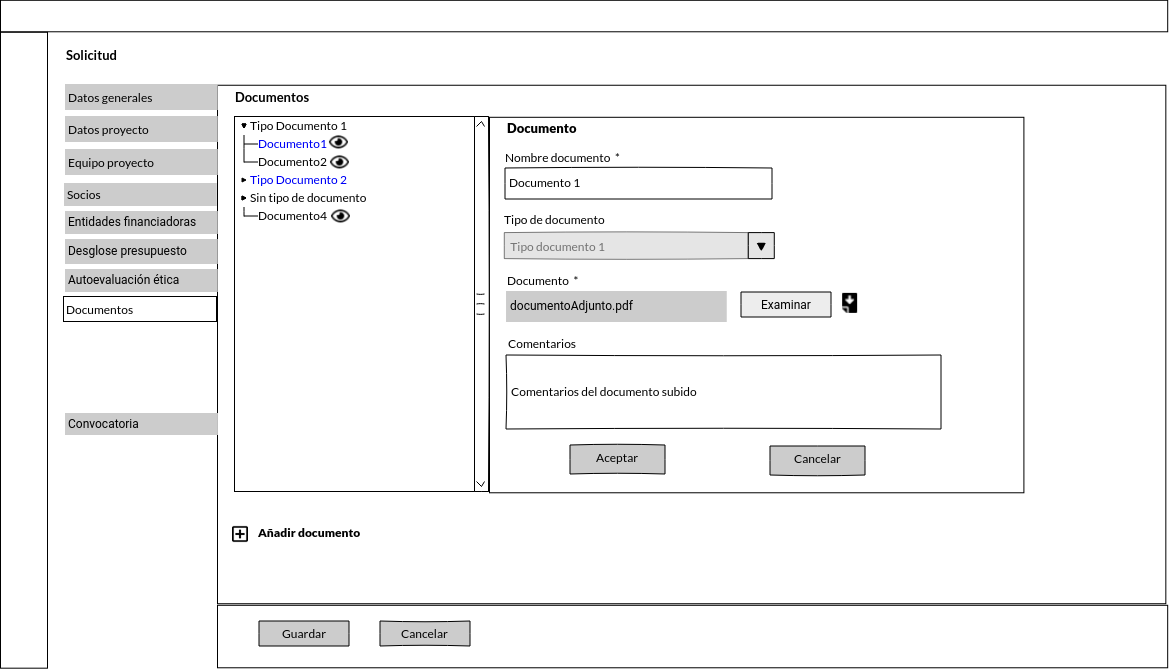 Solicitud
Datos generales
Datos proyecto
Equipo proyecto
Socios
Entidades financiadoras
Desglose presupuesto
Autoevaluación ética
Documentos
Convocatoria
Documentos
Tipo Documento 1
Documento1
Documento2
Tipo Documento 2
Sin tipo de documento
Documento4
Documento
Nombre documento *
Documento 1
Tipo de documento
Tipo documento 1
Documento *
documentoAdjunto.pdf
Examinar
Comentarios
Comentarios del documento subido
Aceptar
Cancelar
Añadir documento
Guardar
Cancelar